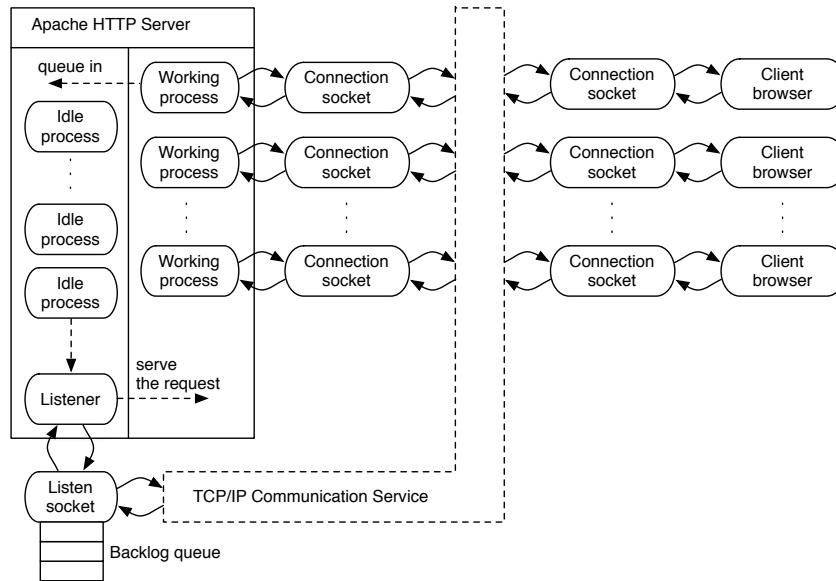 Apache HTTP Server
queue in
Working
process
Connection
socket
Connection
socket
Client
browser
Idle
process
Working
process
Connection
socket
Connection
socket
Client
browser
Idle
process
Working
process
Connection
socket
Connection
socket
Client
browser
Idle
process
serve
the request
Listener
Listen
socket
TCP/IP Communication Service
Backlog queue